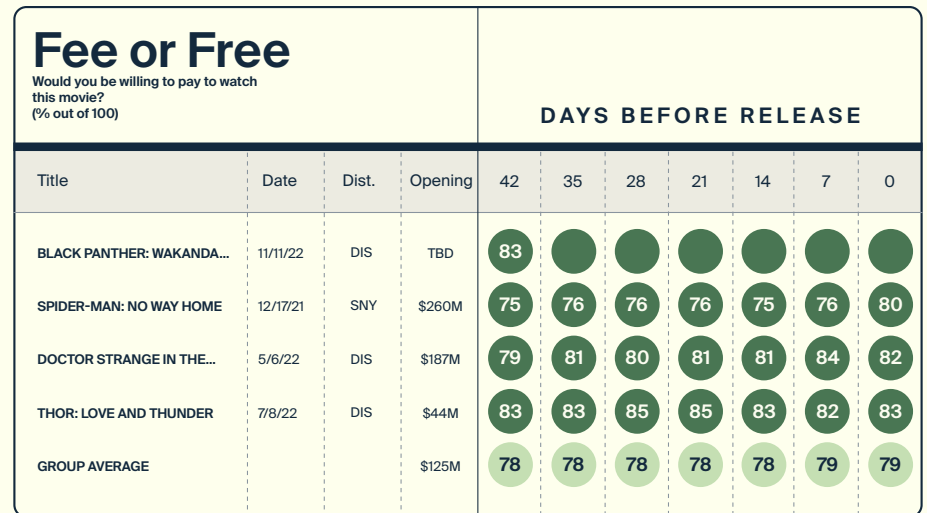 Fee or Free
Would you be willing to pay to watch
this movie?
(% out of 100)
DAYS BEFORE RELEASE
Title Date Dist. Opening 42 35 28 21 14 7 0
BLACK PANTHER: WAKANDA... 11/11/22 DIS TBD 83
SPIDER-MAN: NO WAY HOME 12/17/21 SNY $260M 75 76 76 76 75 76 80
DOCTOR STRANGE IN THE... 5/6/22 DIS $187M 79 81 80 81 81 84 82
THOR: LOVE AND THUNDER 7/8/22 DIS $44M 83 83 85 85 83 82 83
GROUP AVERAGE $125M 78 78 78 78 78 79 79